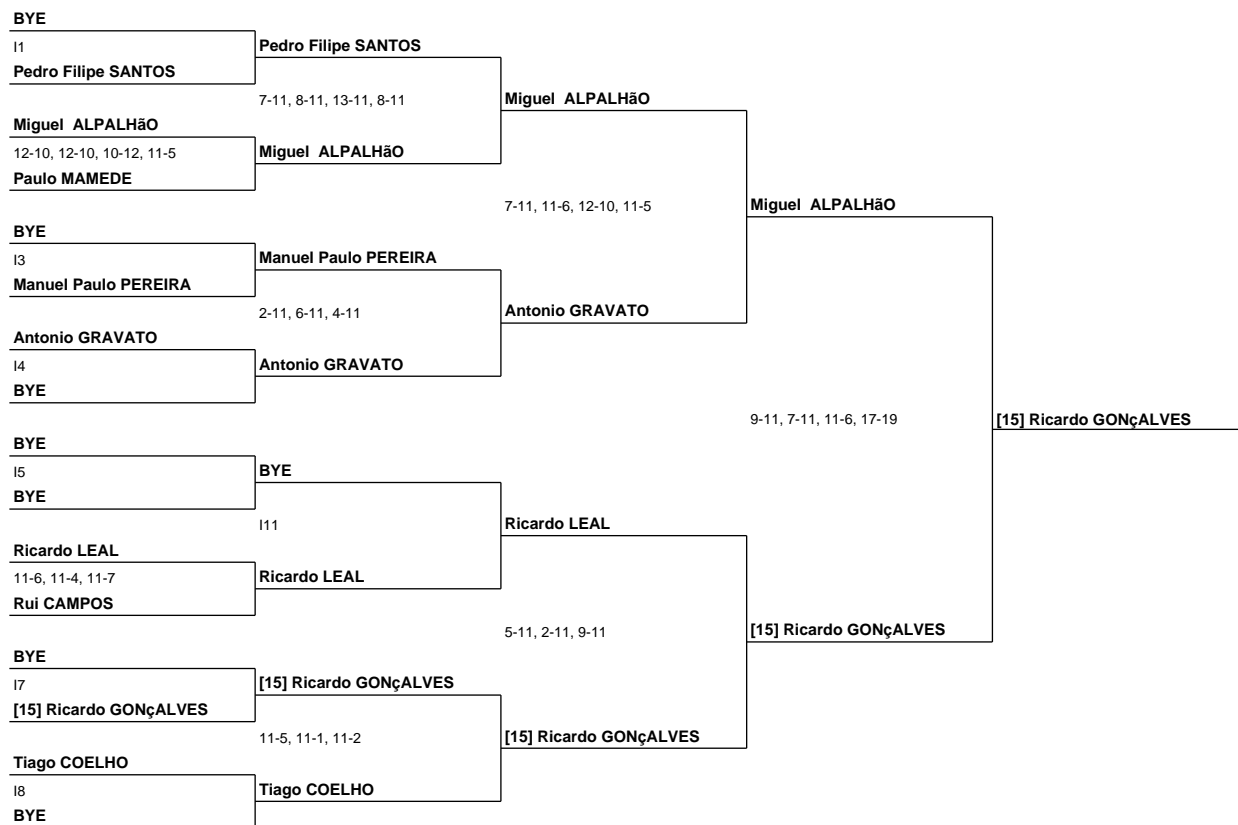 BYE
I1
Pedro Filipe SANTOS
Pedro Filipe SANTOS
7-11, 8-11, 13-11, 8-11
Miguel  ALPALHãO
Miguel  ALPALHãO
12-10, 12-10, 10-12, 11-5
Paulo MAMEDE
Miguel  ALPALHãO
7-11, 11-6, 12-10, 11-5
Miguel  ALPALHãO
BYE
I3
Manuel Paulo PEREIRA
Manuel Paulo PEREIRA
2-11, 6-11, 4-11
Antonio GRAVATO
Antonio GRAVATO
I4
BYE
Antonio GRAVATO
9-11, 7-11, 11-6, 17-19
[15] Ricardo GONçALVES
BYE
I5
BYE
BYE
I11
Ricardo LEAL
Ricardo LEAL
11-6, 11-4, 11-7
Rui CAMPOS
Ricardo LEAL
5-11, 2-11, 9-11
[15] Ricardo GONçALVES
BYE
I7
[15] Ricardo GONçALVES
[15] Ricardo GONçALVES
11-5, 11-1, 11-2
[15] Ricardo GONçALVES
Tiago COELHO
I8
BYE
Tiago COELHO